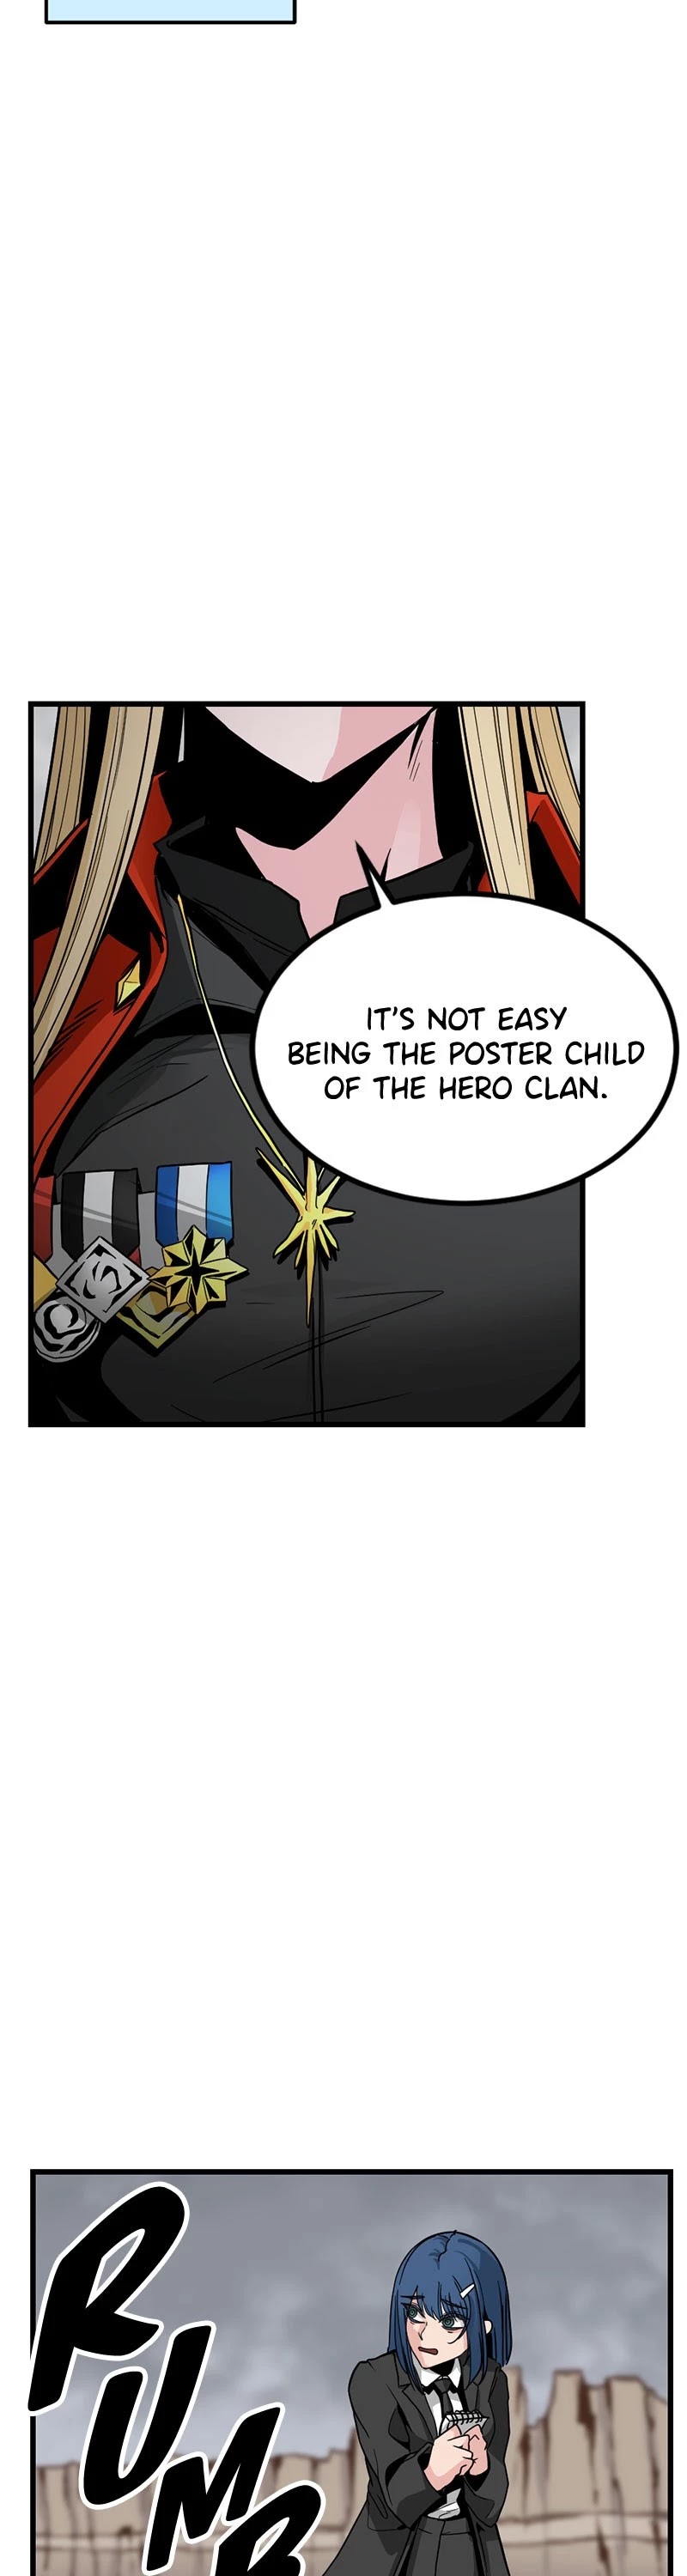 IT'S NOT EASY
BEING THE POSTER CHILD
OF THE HERO CLAN.
RUMB